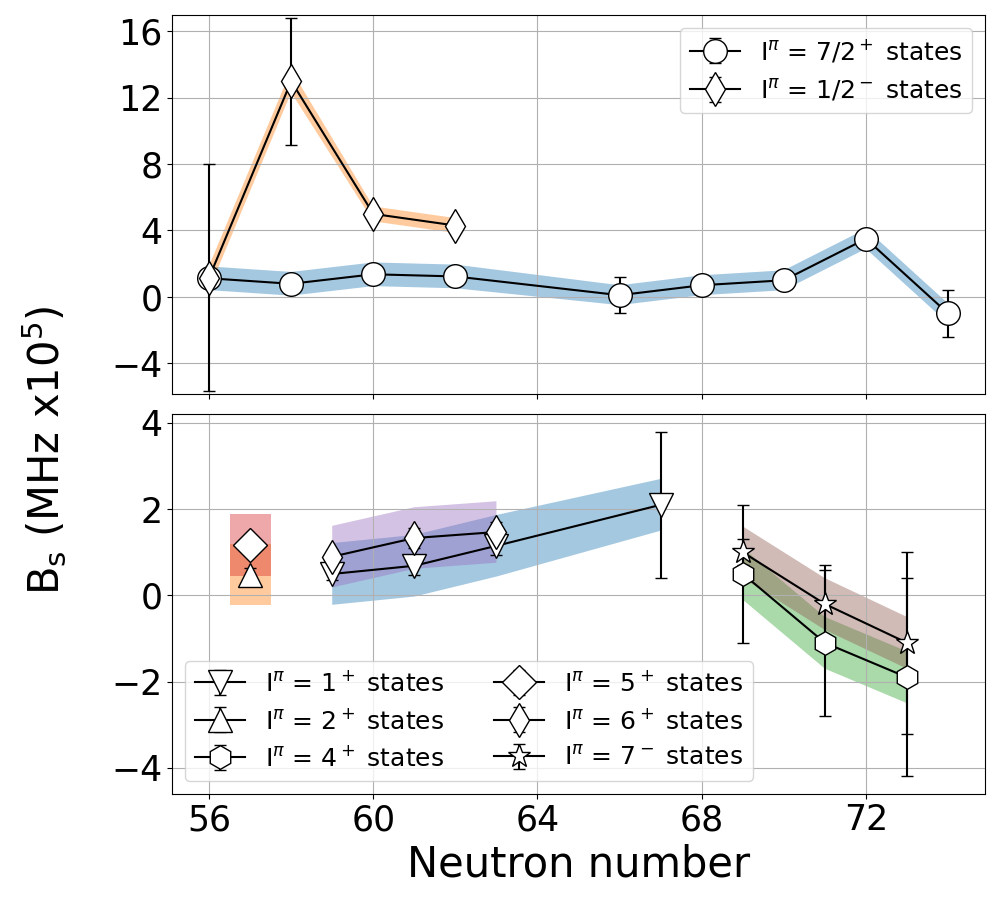 16
12
8
4
0
−4
I^π = 7/2^+ states
I^π = 1/2^- states
B_s (MHz x10^5)
4
2
0
−2
−4
I^π = 1^+ states
I^π = 2^+ states
I^π = 4^+ states
I^π = 5^+ states
I^π = 6^+ states
I^π = 7^- states
56 60 64 68 72
Neutron number